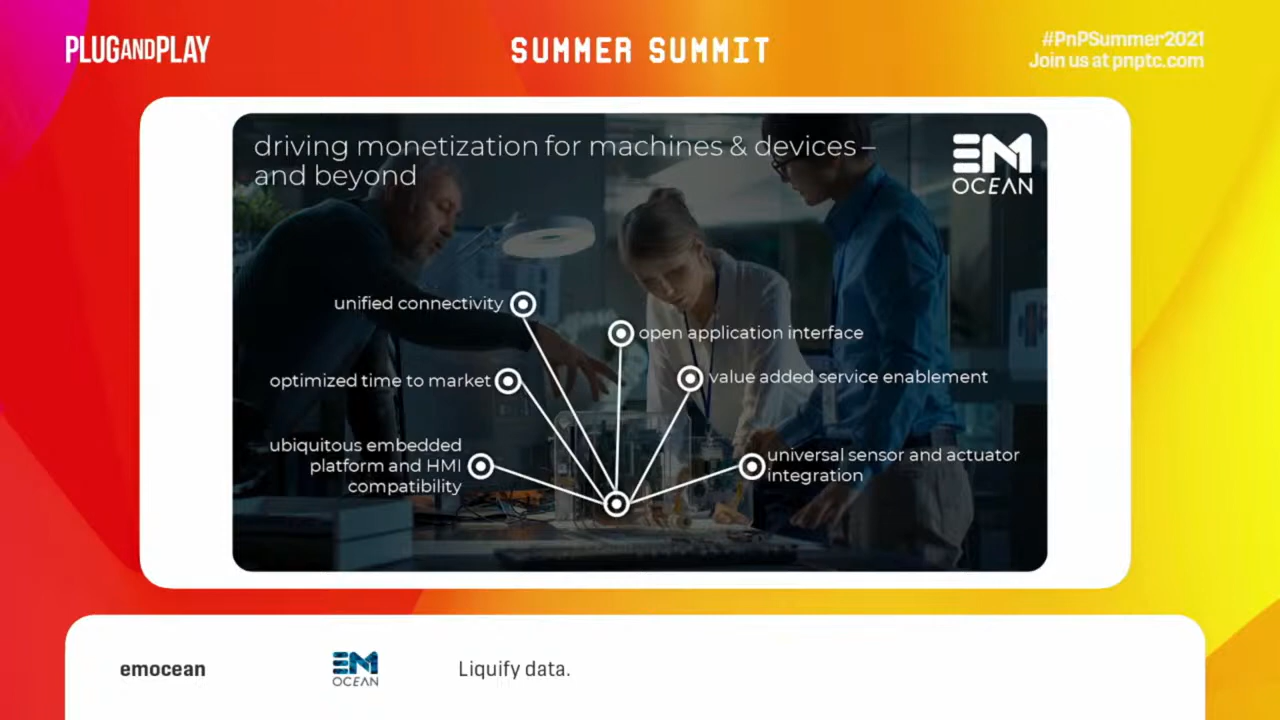 PLUGANDPLAY
SUMMER SUMMIT
#PnPSummer2021
Join us at pnptc.com
driving monetization for machines & devices –
and beyond
EM
OCEAN
unified connectivity
open application interface
optimized time to market
value added service enablement
ubiquitous embedded
platform and HMI
compatibility
universal sensor and actuator
integration
emocean
EM
OCEAN
Liquify data.